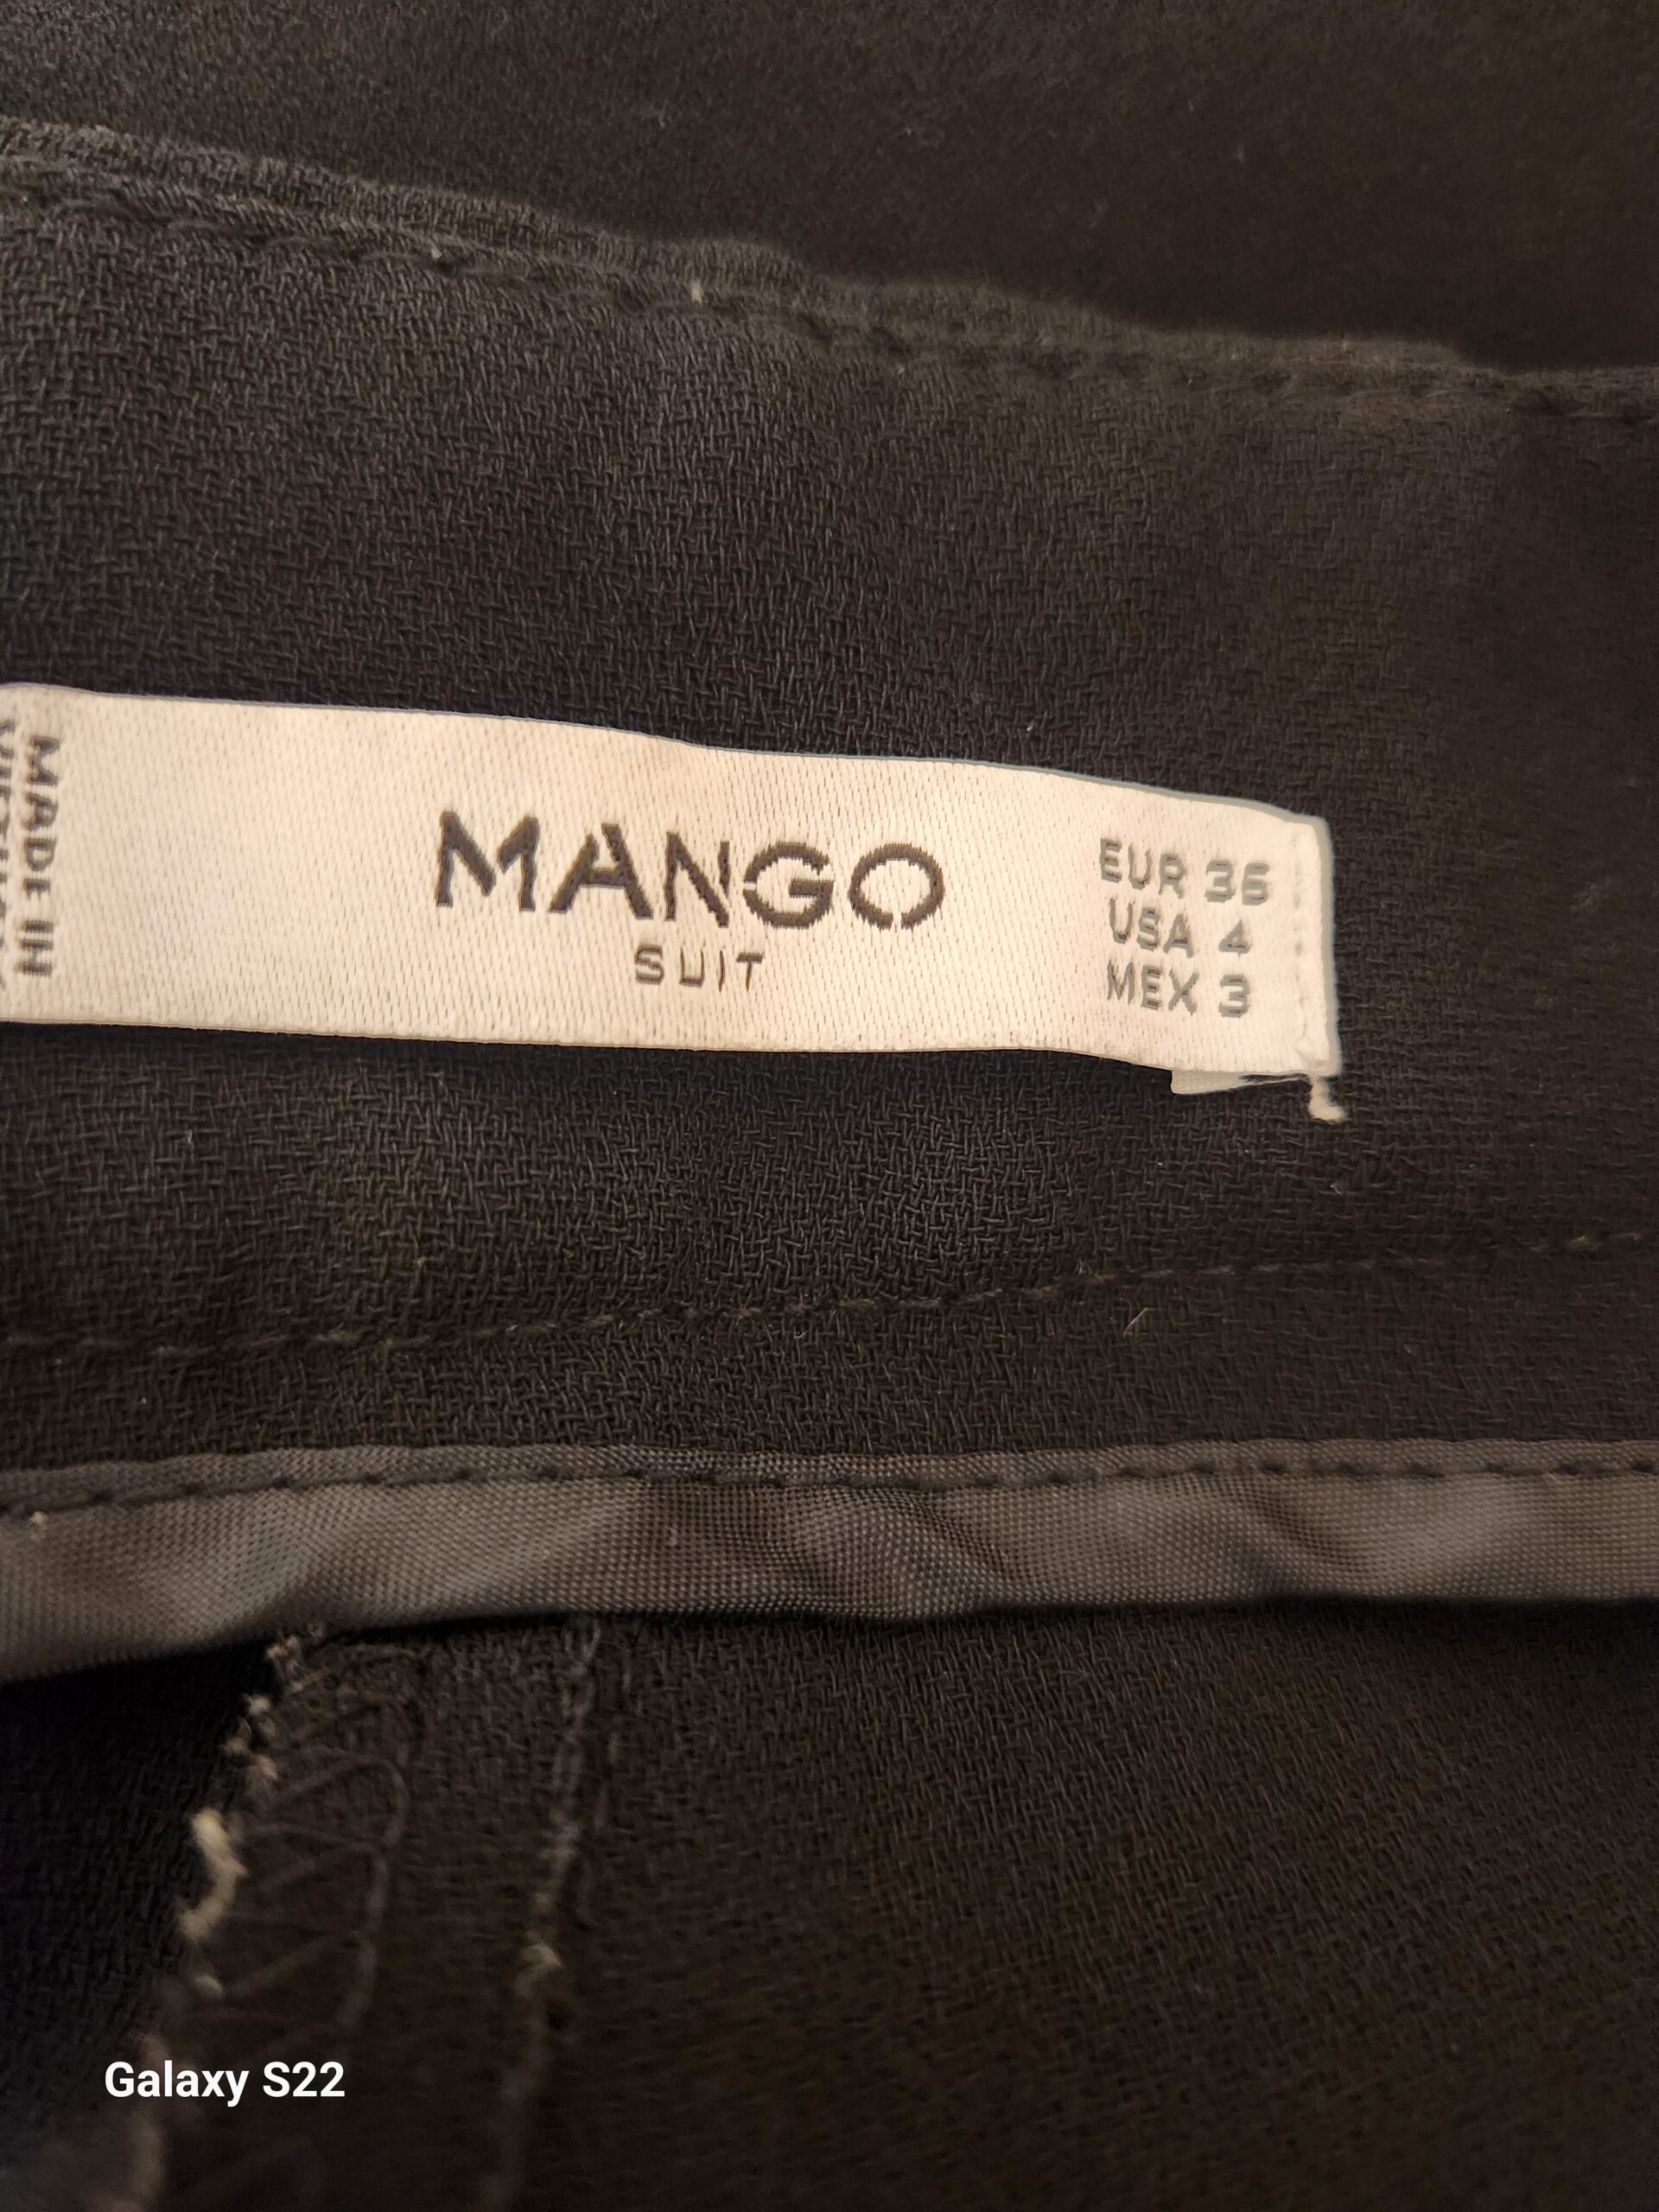 MADE IN
MANGO
SUIT
EUR 36
USA 4
MEX 3
Galaxy S22